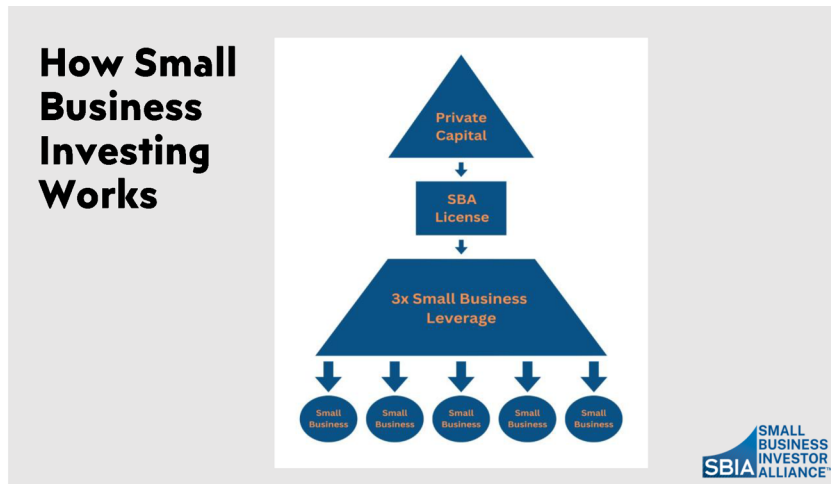 How Small
Business
Investing
Works
Private
Capital
SBA
License
3x Small Business
Leverage
Small
Business
Small
Business
Small
Business
Small
Business
Small
Business
SBIA
SMALL
BUSINESS
INVESTOR
ALLIANCE™